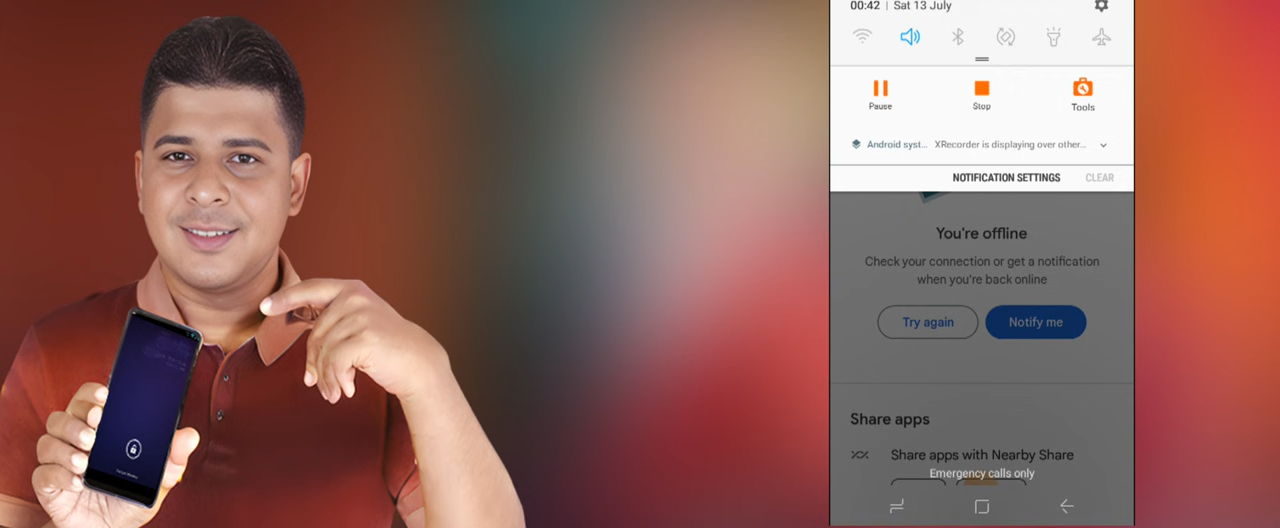 00:42 | Sat 13 July
Pause
Stop
Tools
Android syst... XRecorder is displaying over other...
NOTIFICATION SETTINGS CLEAR
You're offline
Check your connection or get a notification
when you're back online
Try again
Notify me
Share apps
Share apps with Nearby Share
Emergency calls only